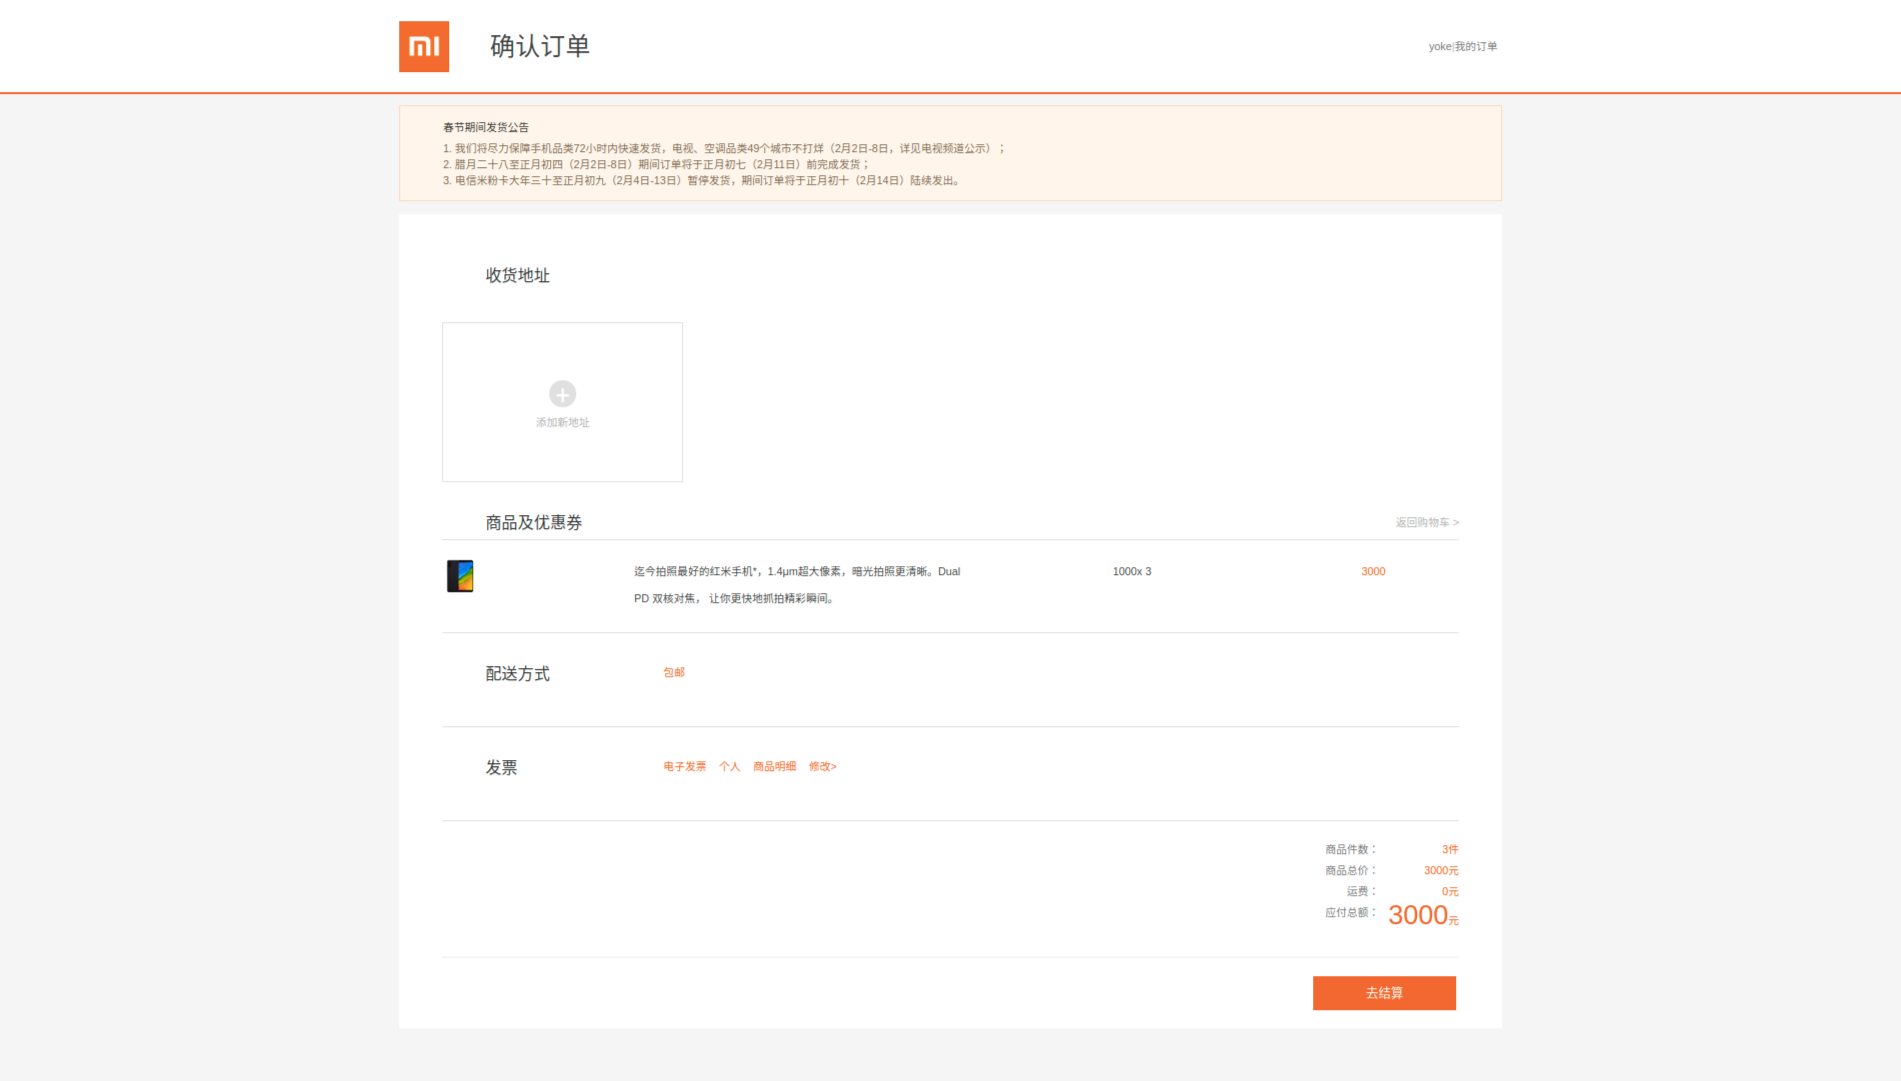 mi
确认订单
yoke|我的订单
春节期间发货公告
1. 我们将尽力保障手机品类72小时内快速发货，电视、空调品类49个城市不打烊（2月2日-8日，详见电视频道公示）；
2. 腊月二十八至正月初四（2月2日-8日）期间订单将于正月初七（2月11日）前完成发货；
3. 电信米粉卡大年三十至正月初九（2月4日-13日）暂停发货，期间订单将于正月初十（2月14日）陆续发出。
收货地址
添加新地址
商品及优惠券
返回购物车 >
迄今拍照最好的红米手机*，1.4μm超大像素，暗光拍照更清晰。Dual
PD 双核对焦， 让你更快地抓拍精彩瞬间。
1000x 3
3000
配送方式
包邮
发票
电子发票 个人 商品明细 修改>
商品件数： 3件
商品总价： 3000元
运费： 0元
应付总额： 3000元
去结算